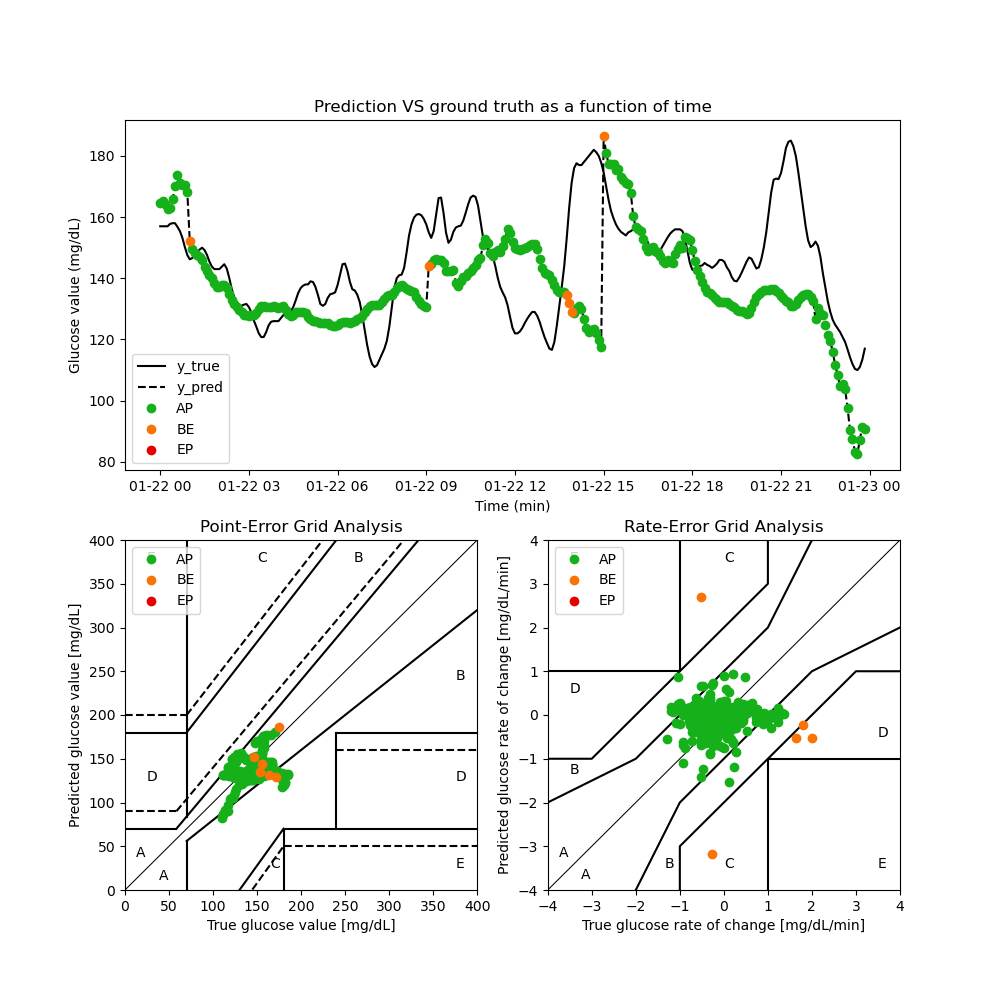 Prediction VS ground truth as a function of time
Glucose value (mg/dL)
180
160
140
120
100
80
y_true
y_pred
AP
BE
EP
01-22 00 01-22 03 01-22 06 01-22 09 01-22 12 01-22 15 01-22 18 01-22 21 01-23 00
Time (min)
Point-Error Grid Analysis
Predicted glucose value [mg/dL]
400
350
300
250
200
150
100
50
0
AP
BE
EP
C
B
B
D
D
A
A
C
E
0 50 100 150 200 250 300 350 400
True glucose value [mg/dL]
Rate-Error Grid Analysis
Predicted glucose rate of change [mg/dL/min]
4
3
2
1
0
−1
−2
−3
−4
AP
BE
EP
C
D
D
B
A
A
B
C
E
−4 −3 −2 −1 0 1 2 3 4
True glucose rate of change [mg/dL/min]